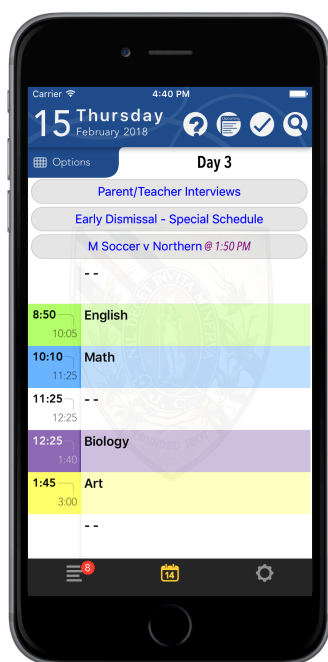 Carrier 4:40 PM
15 Thursday
February 2018
Options Day 3
Parent/Teacher Interviews
Early Dismissal - Special Schedule
M Soccer v Northern @ 1:50 PM
- -
8:50 English
10:05
10:10 Math
11:25
11:25 - -
12:25
12:25 Biology
1:40
1:45 Art
3:00
- -
8
14